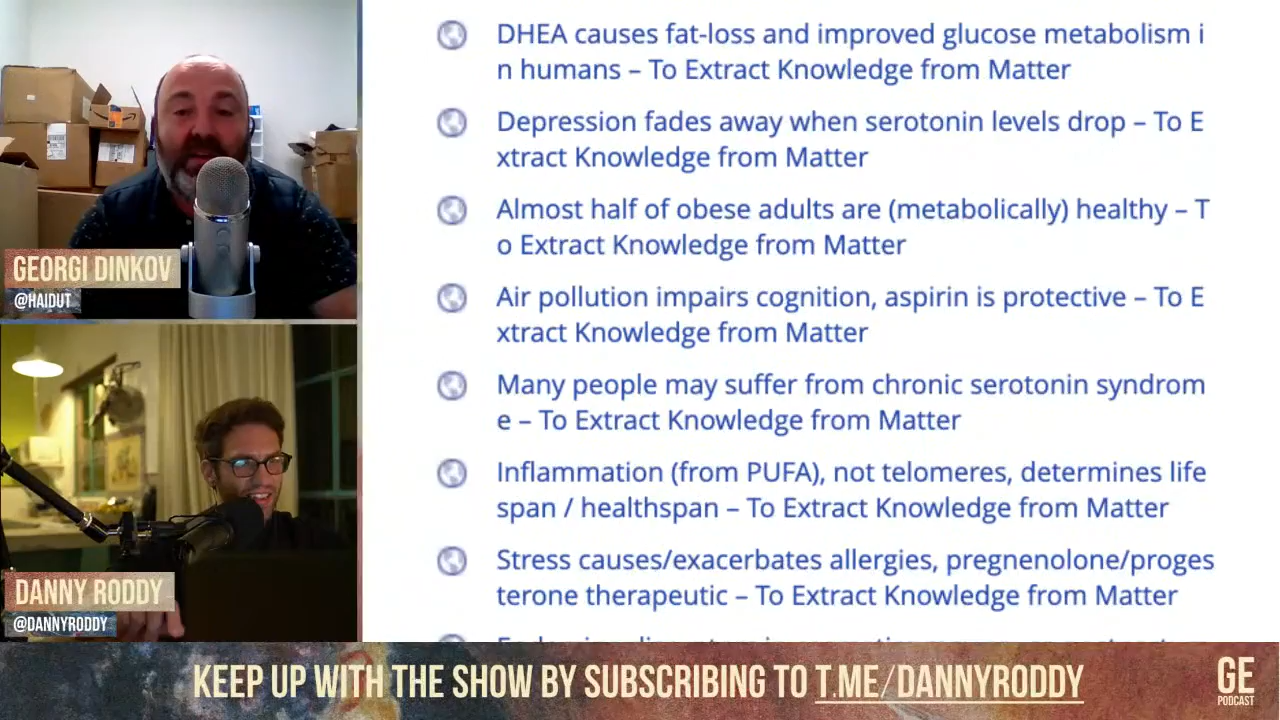 DHEA causes fat-loss and improved glucose metabolism i
n humans – To Extract Knowledge from Matter
Depression fades away when serotonin levels drop – To E
xtract Knowledge from Matter
Almost half of obese adults are (metabolically) healthy – T
o Extract Knowledge from Matter
Air pollution impairs cognition, aspirin is protective – To E
xtract Knowledge from Matter
Many people may suffer from chronic serotonin syndrom
e – To Extract Knowledge from Matter
Inflammation (from PUFA), not telomeres, determines life
span / healthspan – To Extract Knowledge from Matter
Stress causes/exacerbates allergies, pregnenolone/proges
terone therapeutic – To Extract Knowledge from Matter
GEORGI DINKOV
@HAIDUT
DANNY RODDY
@DANNYRODDY
KEEP UP WITH THE SHOW BY SUBSCRIBING TO T.ME/DANNYRODDY
GE
PODCAST